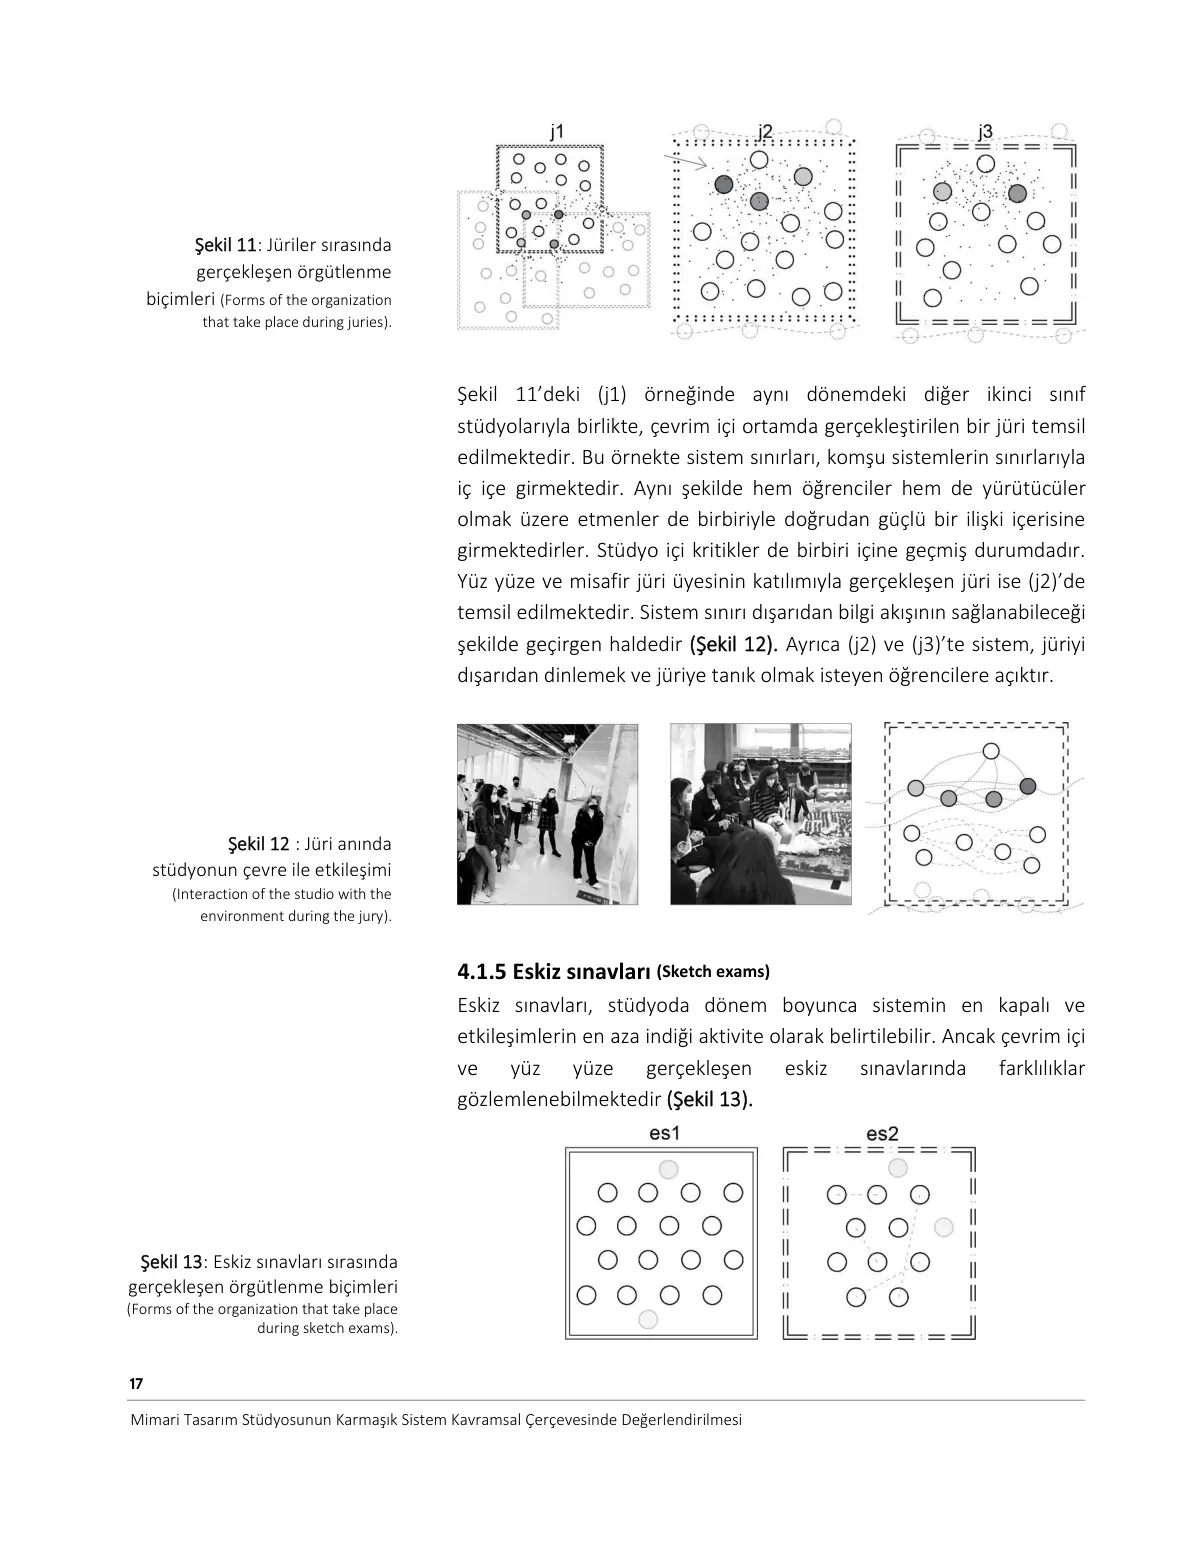 j1
j2
j3
Şekil 11: Jüriler sırasında
gerçekleşen örgütlenme
biçimleri (Forms of the organization
that take place during juries).
Şekil 11’deki (j1) örneğinde aynı dönemdeki diğer ikinci sınıf
stüdyolarıyla birlikte, çevrim içi ortamda gerçekleştirilen bir jüri temsil
edilmektedir. Bu örnekte sistem sınırları, komşu sistemlerin sınırlarıyla
iç içe girmektedir. Aynı şekilde hem öğrenciler hem de yürütücüler
olmak üzere etmenler de birbiriyle doğrudan güçlü bir ilişki içerisine
girmektedirler. Stüdyo içi kritikler de birbiri içine geçmiş durumdadır.
Yüz yüze ve misafir jüri üyesinin katılımıyla gerçekleşen jüri ise (j2)’de
temsil edilmektedir. Sistem sınırı dışarıdan bilgi akışının sağlanabileceği
şekilde geçirgen haldedir (Şekil 12). Ayrıca (j2) ve (j3)’te sistem, jüriyi
dışarıdan dinlemek ve jüriye tanık olmak isteyen öğrencilere açıktır.
Şekil 12 : Jüri anında
stüdyonun çevre ile etkileşimi
(Interaction of the studio with the
environment during the jury).
4.1.5 Eskiz sınavları (Sketch exams)
Eskiz sınavları, stüdyoda dönem boyunca sistemin en kapalı ve
etkileşimlerin en aza indiği aktivite olarak belirtilebilir. Ancak çevrim içi
ve yüz yüze gerçekleşen eskiz sınavlarında farklılıklar
gözlemlenebilmektedir (Şekil 13).
es1
es2
Şekil 13: Eskiz sınavları sırasında
gerçekleşen örgütlenme biçimleri
(Forms of the organization that take place
during sketch exams).
17
Mimari Tasarım Stüdyosunun Karmaşık Sistem Kavramsal Çerçevesinde Değerlendirilmesi